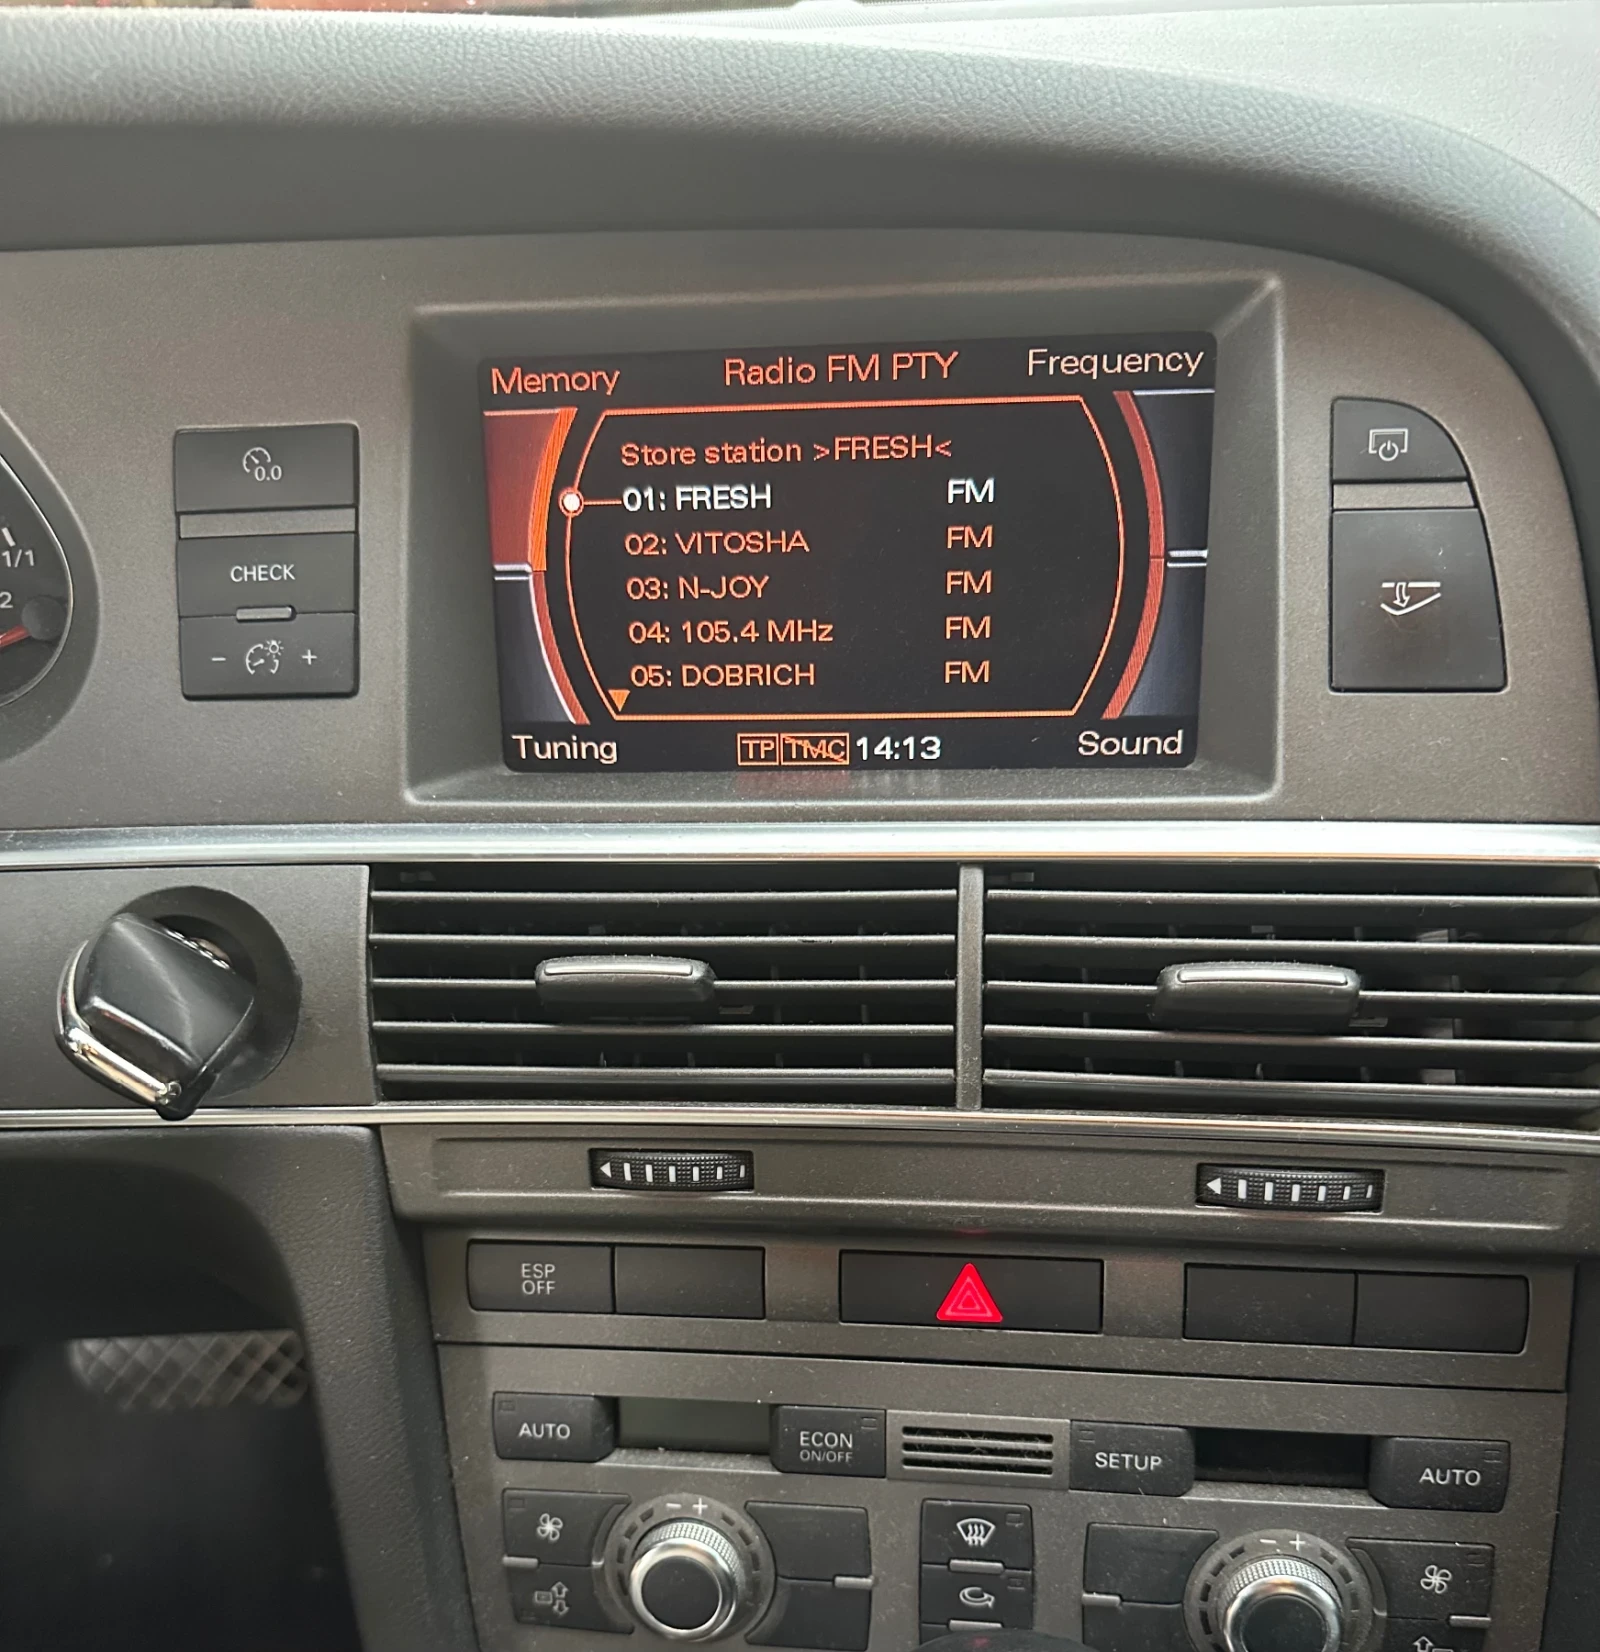 Memory Radio FM PTY Frequency
Store station >FRESH<
01: FRESH FM
02: VITOSHA FM
03: N-JOY FM
04: 105.4 MHz FM
05: DOBRICH FM
Tuning TP TMC 14:13 Sound
0.0
CHECK
- +
1/1
2
ESP
OFF
AUTO
ECON
ON/OFF
SETUP
AUTO
- +
- +